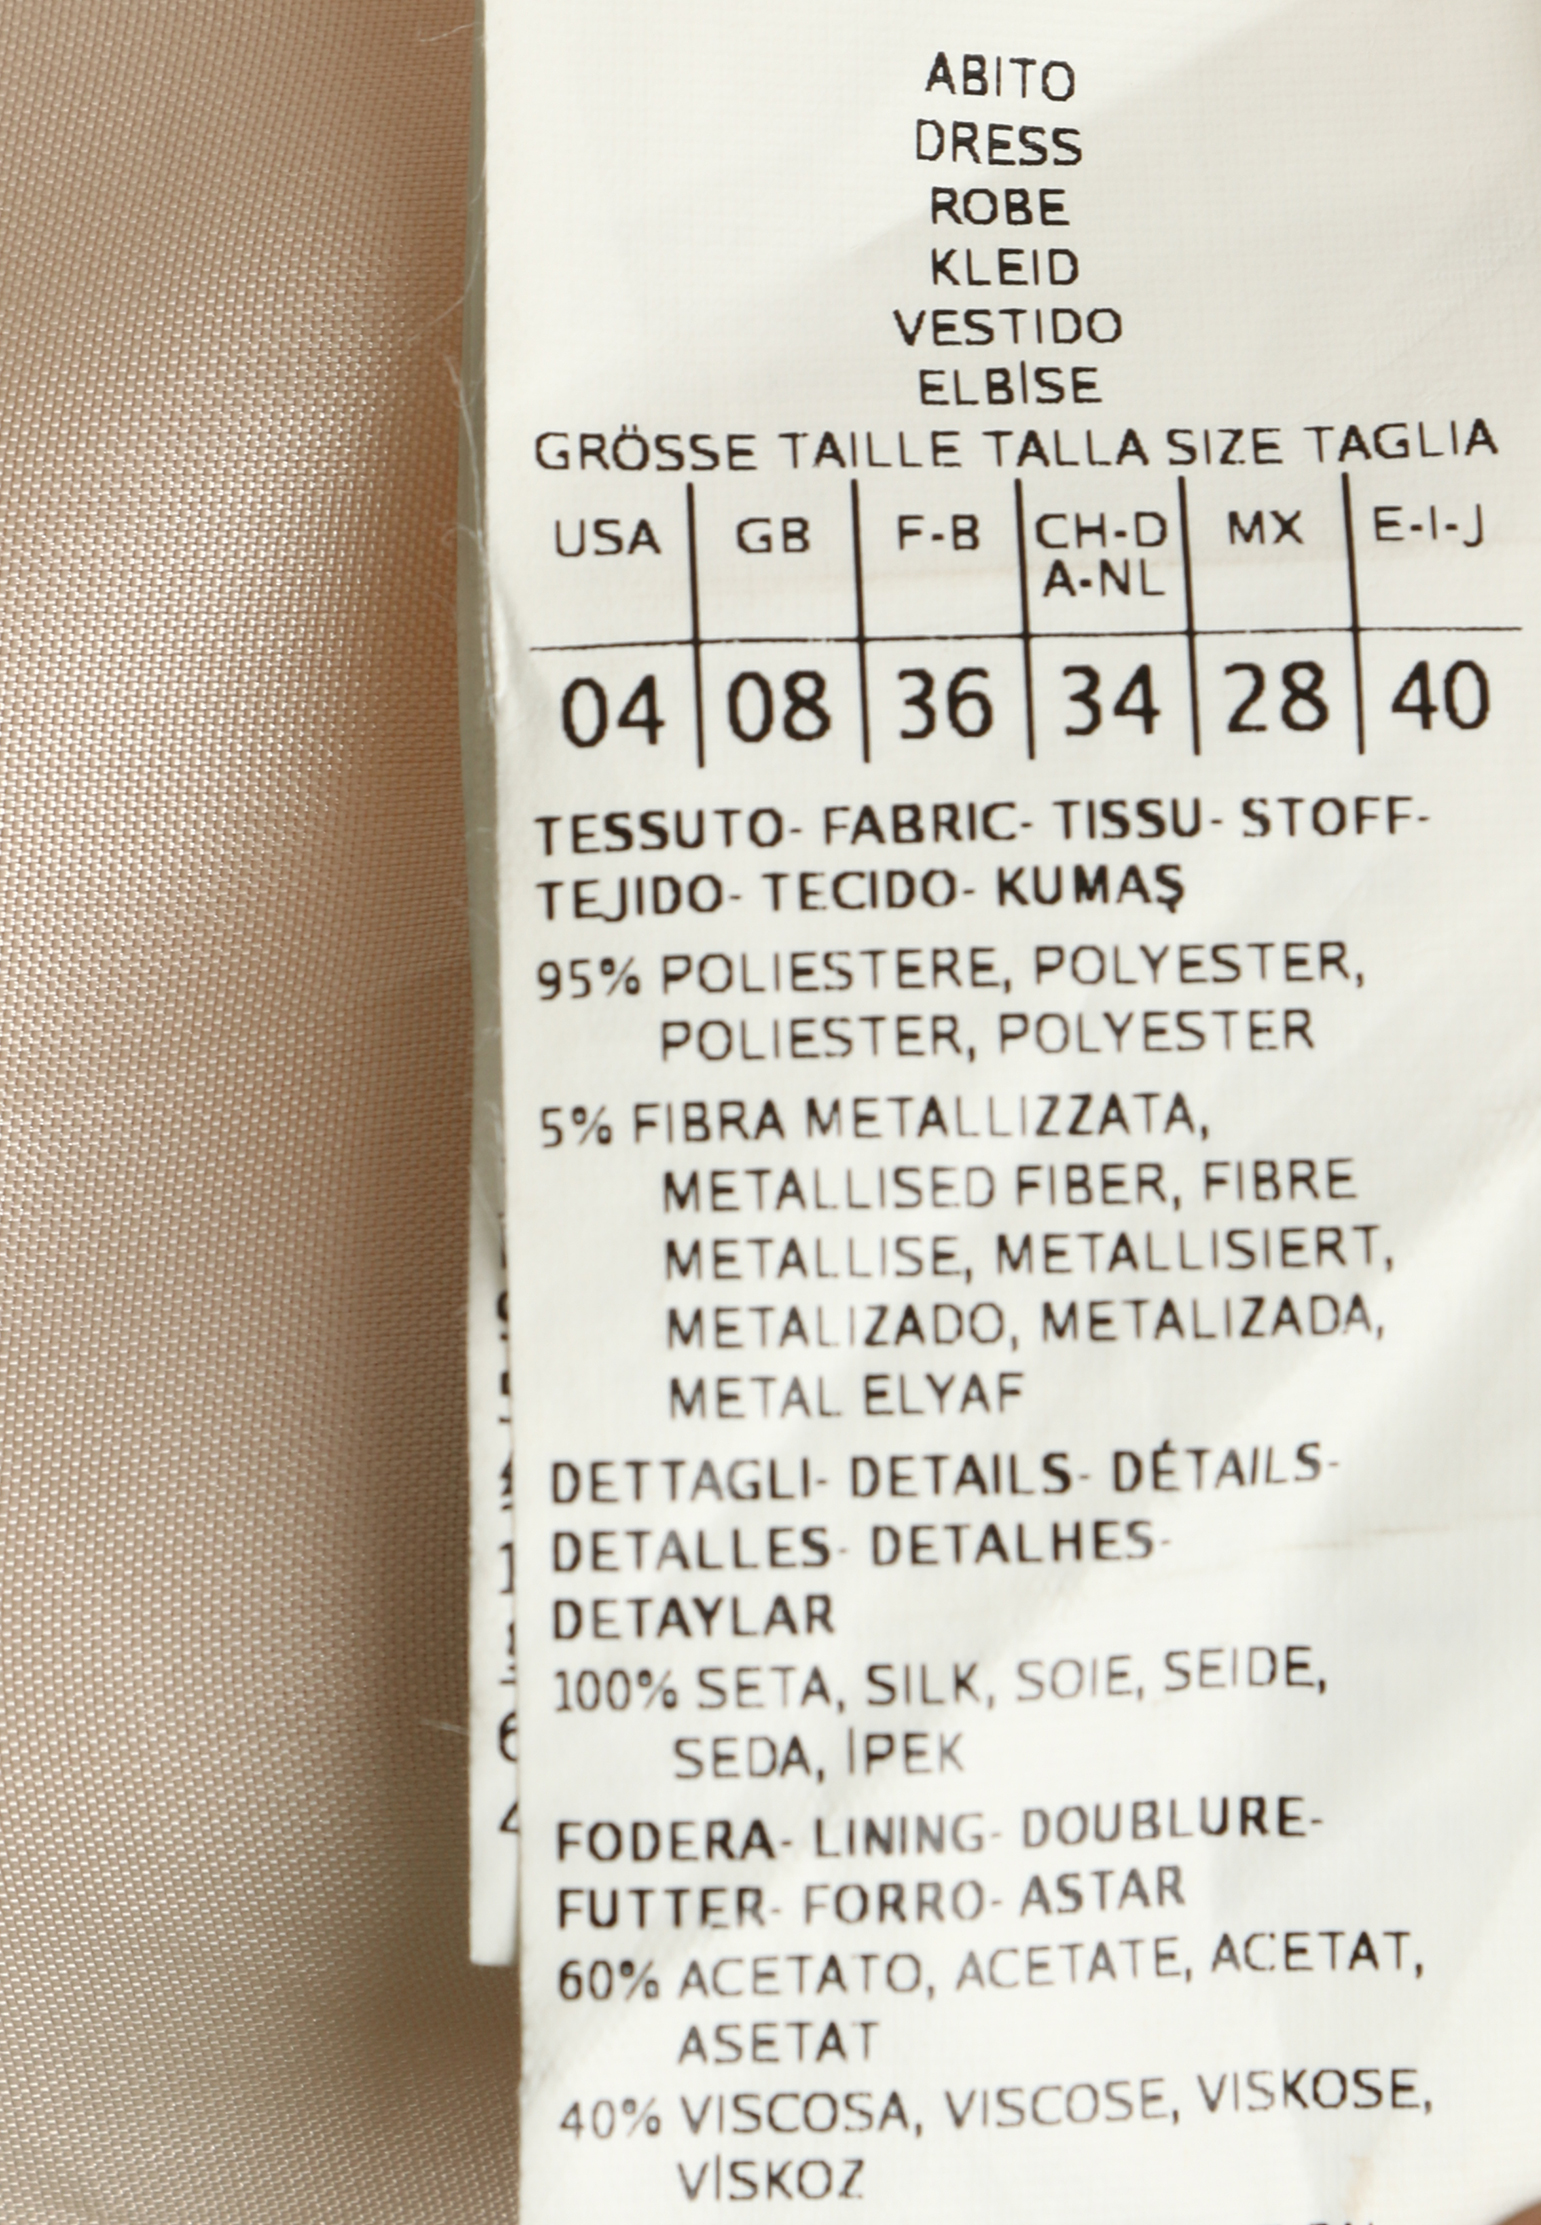 ABITO
DRESS
ROBE
KLEID
VESTIDO
ELBİSE
GRÖSSE TAILLE TALLA SIZE TAGLIA
USA GB F-B CH-D MX E-I-J
A-NL
04 08 36 34 28 40
TESSUTO- FABRIC- TISSU- STOFF-
TEJIDO- TECIDO- KUMAŞ
95% POLIESTERE, POLYESTER,
POLIESTER, POLYESTER
5% FIBRA METALLIZZATA,
METALLISED FIBER, FIBRE
METALLISE, METALLISIERT,
METALIZADO, METALIZADA,
METAL ELYAF
DETTAGLI- DETAILS- DÉTAILS-
DETALLES- DETALHES-
DETAYLAR
100% SETA, SILK, SOIE, SEIDE,
SEDA, İPEK
FODERA- LINING- DOUBLURE-
FUTTER- FORRO- ASTAR
60% ACETATO, ACETATE, ACETAT,
ASETAT
40% VISCOSA, VISCOSE, VISKOSE,
VİSKOZ